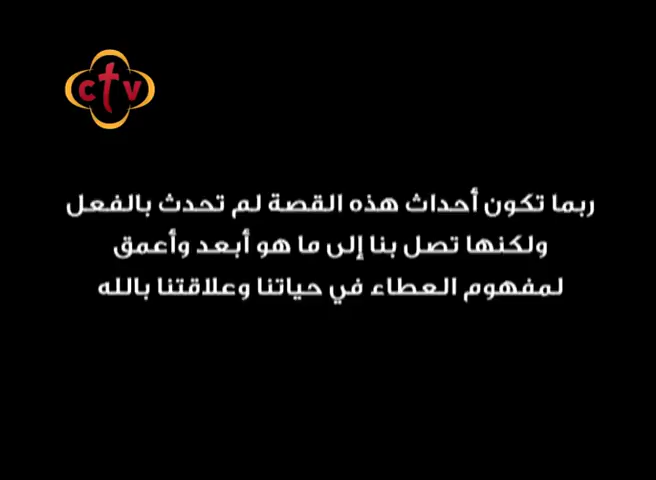 ctv
ربما تكون أحداث هذه القصة لم تحدث بالفعل
ولكنها تصل بنا إلى ما هو أبعد وأعمق
لمفهوم العطاء في حياتنا وعلاقتنا بالله